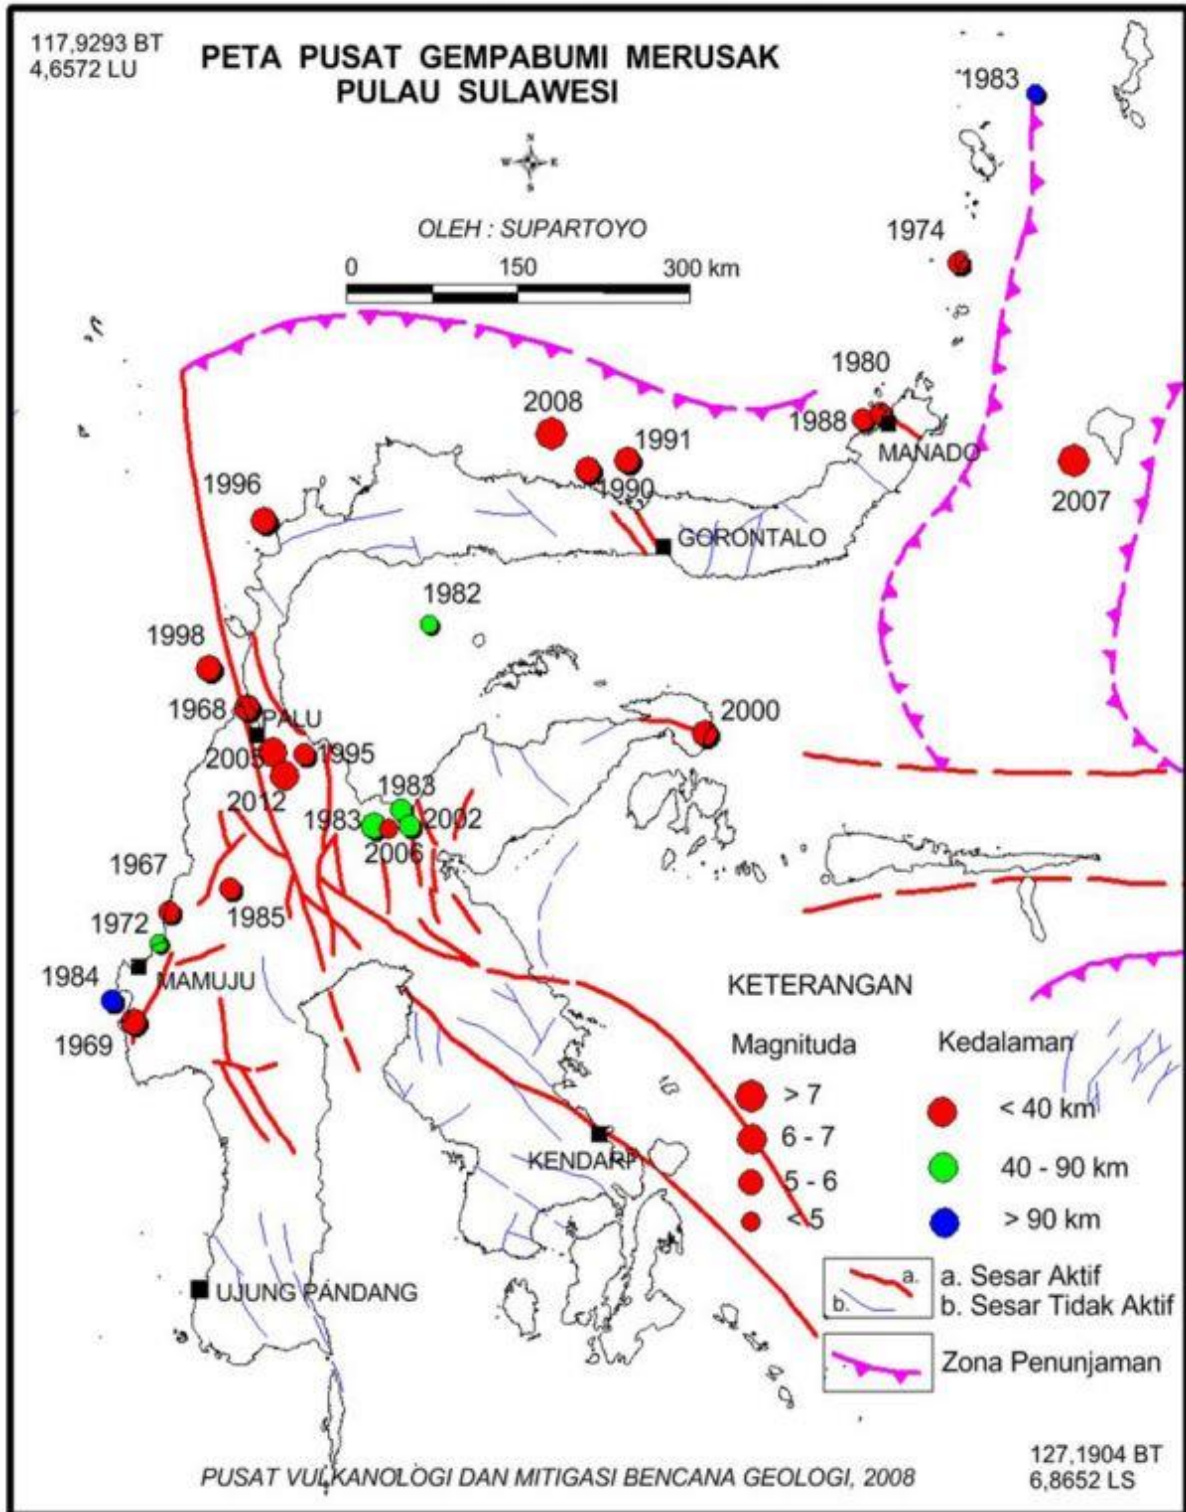 117,9293 BT
4,6572 LU
PETA PUSAT GEMPABUMI MERUSAK
PULAU SULAWESI
1983
N
W E
S
OLEH : SUPARTOYO
1974
0 150 300 km
1980
2008
1988
1991
MANADO
1996
1990
2007
GORONTALO
1982
1998
1968
PALU
2000
2005
1995
2012
1983
1983
2002
2006
1967
1985
1972
1984
MAMUJU
KETERANGAN
1969
Magnituda
Kedalaman
> 7
< 40 km
6 - 7
KENDARI
40 - 90 km
5 - 6
< 5
> 90 km
a.
a. Sesar Aktif
b.
b. Sesar Tidak Aktif
UJUNG PANDANG
Zona Penunjaman
127,1904 BT
6,8652 LS
PUSAT VULKANOLOGI DAN MITIGASI BENCANA GEOLOGI, 2008